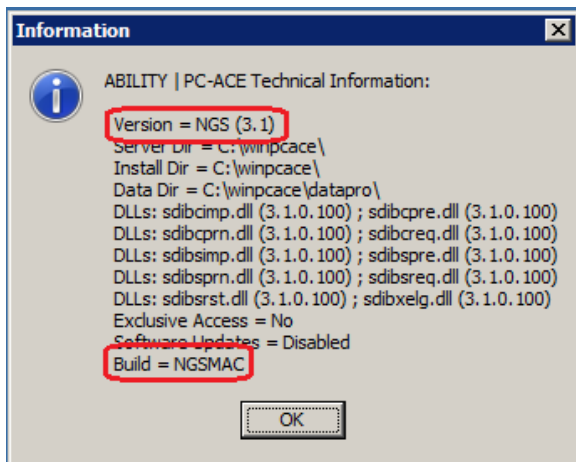 Information
ABILITY | PC-ACE Technical Information:
Version = NGS (3.1)
Server Dir = C:\winpcace\
Install Dir = C:\winpcace\
Data Dir = C:\winpcace\datapro\
DLLs: sdibcimp.dll (3.1.0.100) ; sdibcpre.dll (3.1.0.100)
DLLs: sdibcprn.dll (3.1.0.100) ; sdibcreq.dll (3.1.0.100)
DLLs: sdibsimp.dll (3.1.0.100) ; sdibspre.dll (3.1.0.100)
DLLs: sdibsprn.dll (3.1.0.100) ; sdibsreq.dll (3.1.0.100)
DLLs: sdibsrst.dll (3.1.0.100) ; sdibxelg.dll (3.1.0.100)
Exclusive Access = No
Software Updates = Disabled
Build = NGSMAC
OK